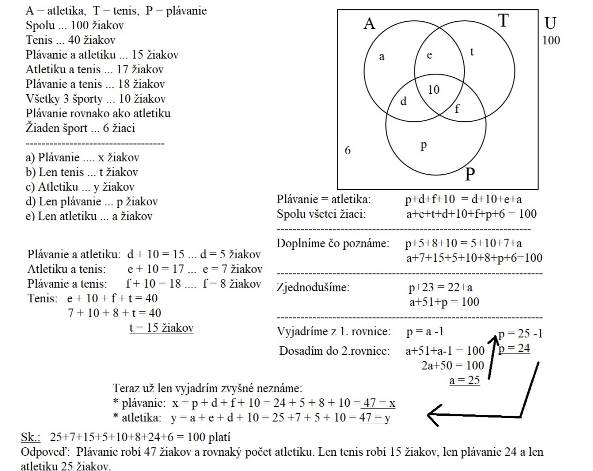 A – atletika, T – tenis, P – plávanie
Spolu ... 100 žiakov
Tenis ... 40 žiakov
Plávanie a atletiku ... 15 žiakov
Atletiku a tenis ... 17 žiakov
Plávanie a tenis ... 18 žiakov
Všetky 3 športy ... 10 žiakov
Plávanie rovnako ako atletiku
Žiaden šport ... 6 žiaci
-----------------------------------
a) Plávanie .... x žiakov
b) Len tenis ... t žiakov
c) Atletiku ... y žiakov
d) Len plávanie ... p žiakov
e) Len atletiku ... a žiakov
A T U
100
a e t
10
d f
p
6
P
Plávanie = atletika: p+d+f+10 = d+10+e+a
Spolu všetci žiaci: a+e+t+d+10+f+p+6 = 100
Doplníme čo poznáme: p+5+8+10 = 5+10+7+a
a+7+15+5+10+8+p+6=100
Zjednodušíme: p+23 = 22+a
a+51+p = 100
Vyjadríme z 1. rovnice: p = a -1 p = 25 -1
Dosadím do 2.rovnice: a+51+a-1 = 100 p = 24
2a+50 = 100
a = 25
Plávanie a atletiku: d + 10 = 15 ... d = 5 žiakov
Atletiku a tenis: e + 10 = 17 ... e = 7 žiakov
Plávanie a tenis: f + 10 = 18 .... f = 8 žiakov
Tenis: e + 10 + f + t = 40
7 + 10 + 8 + t = 40
t = 15 žiakov
Teraz už len vyjadrím zvyšné neznáme:
* plávanie: x = p + d + f + 10 = 24 + 5 + 8 + 10 = 47 = x
* atletika: y = a + e + d + 10 = 25 +7 + 5 + 10 = 47 = y
Sk.: 25+7+15+5+10+8+24+6 = 100 platí
Odpoveď: Plávanie robí 47 žiakov a rovnaký počet atletiku. Len tenis robí 15 žiakov, len plávanie 24 a len
atletiku 25 žiakov.